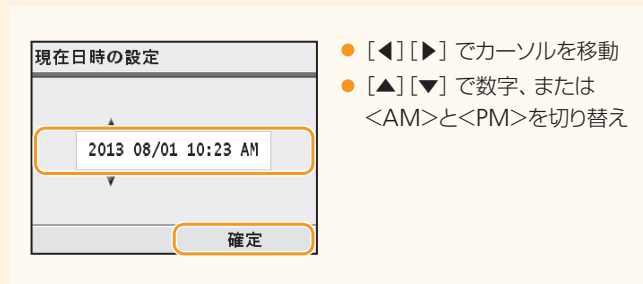 現在日時の設定
▲
2013 08/01 10:23 AM
▼
確定
● [◀][▶] でカーソルを移動
● [▲][▼] で数字、または
<AM>と<PM>を切り替え